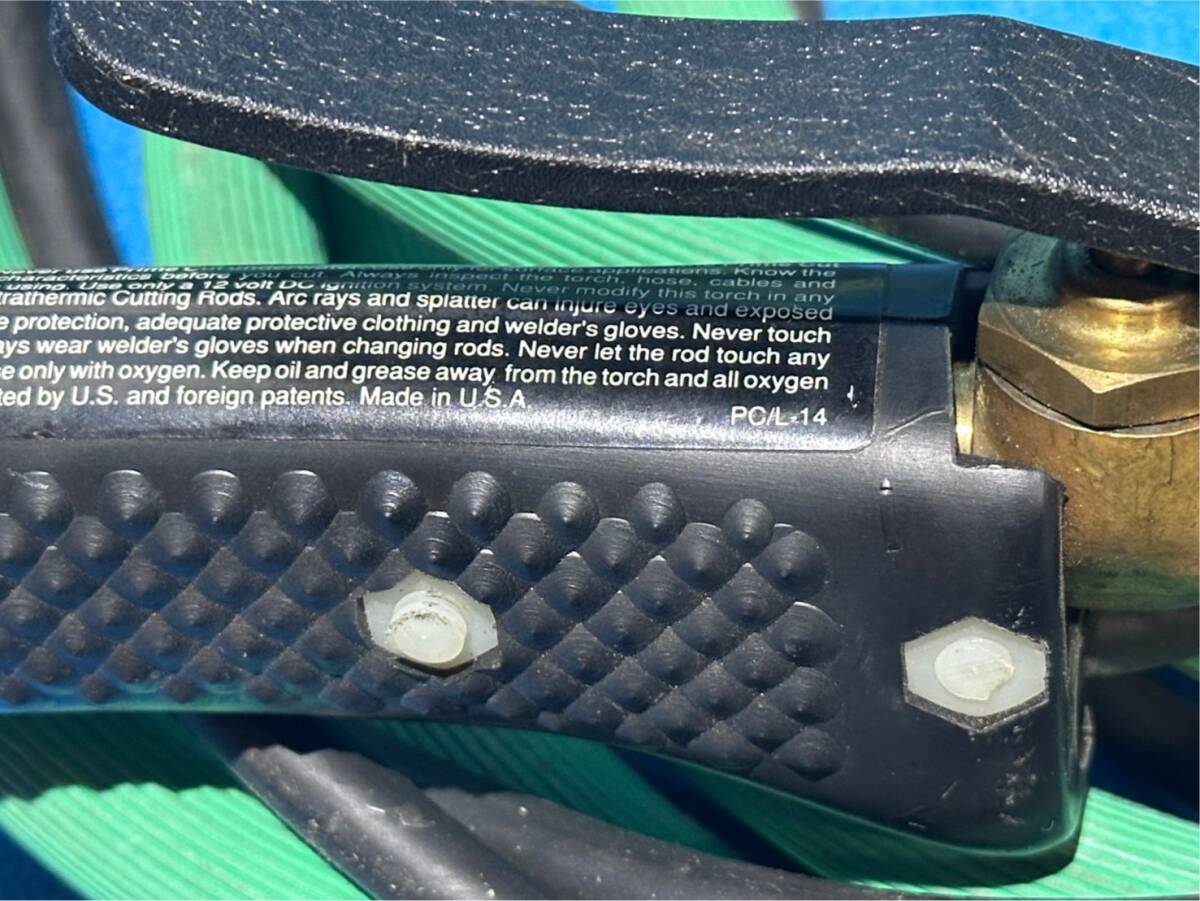 characteristics before you cut. Always inspect the torch, hose, cables and
using. Use only a 12 volt DC ignition system. Never modify this torch in any
trathermic Cutting Rods. Arc rays and splatter can injure eyes and exposed
e protection, adequate protective clothing and welder's gloves. Never touch
ays wear welder's gloves when changing rods. Never let the rod touch any
e only with oxygen. Keep oil and grease away from the torch and all oxygen
ted by U.S. and foreign patents. Made in U.S.A
PC/L-14